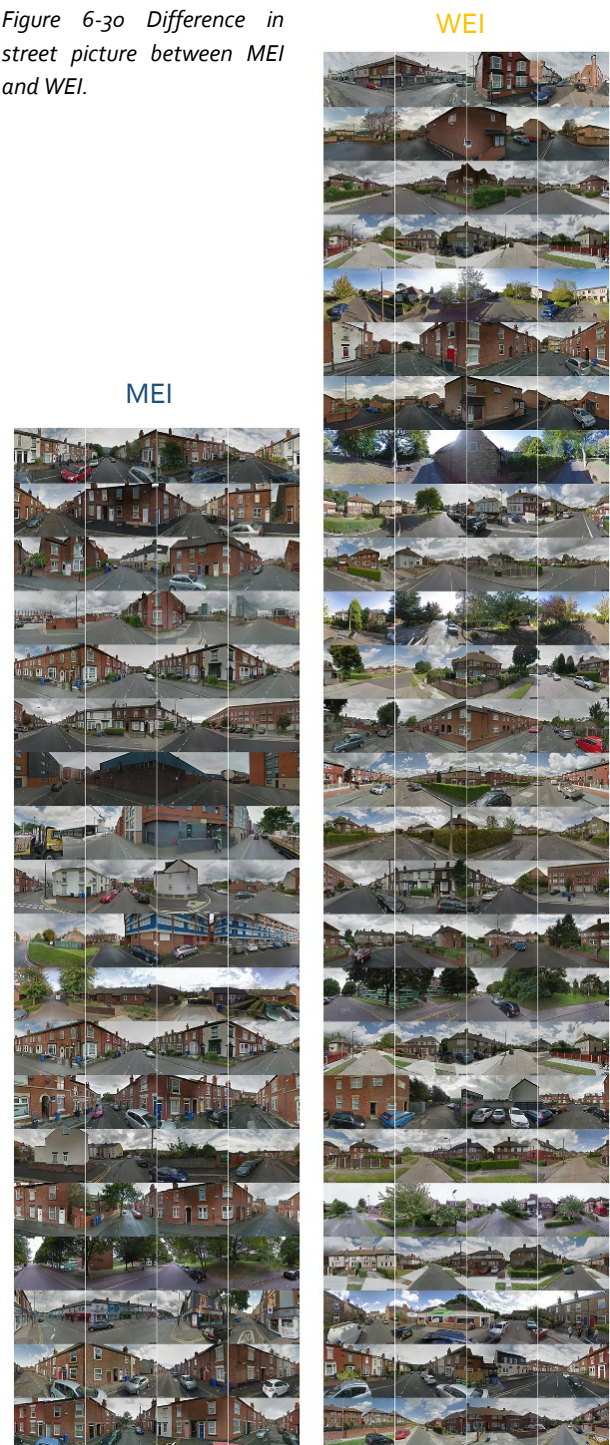 Figure 6-30 Difference in
street picture between MEI
and WEI.
WEI
MEI